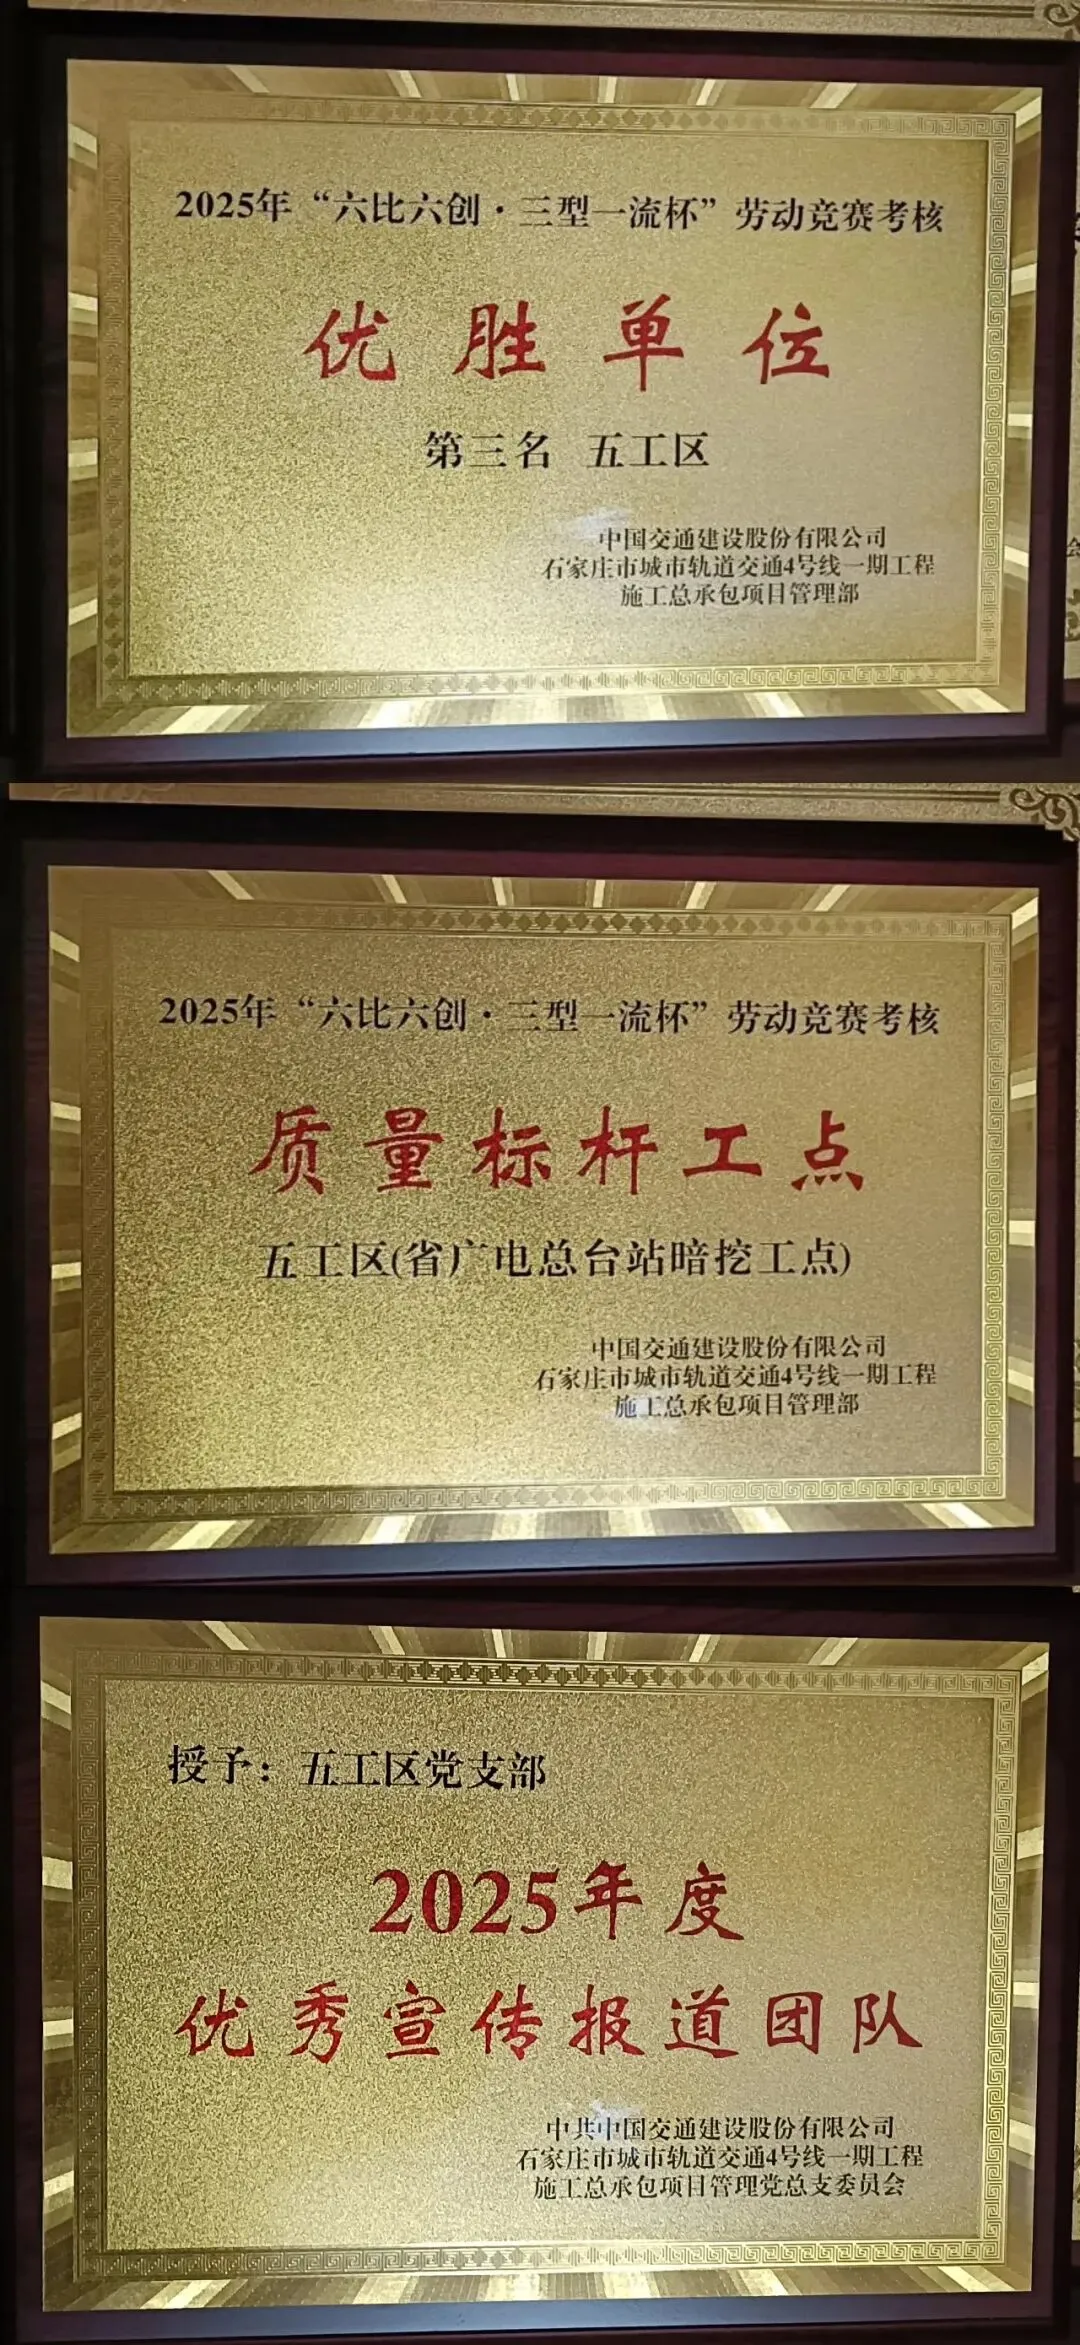 2025年“六比六创·三型一流杯”劳动竞赛考核
优胜单位
第三名 五工区
中国交通建设股份有限公司
石家庄市城市轨道交通4号线一期工程
施工总承包项目管理部
2025年“六比六创·三型一流杯”劳动竞赛考核
质量标杆工点
五工区(省广电总台站暗挖工点)
中国交通建设股份有限公司
石家庄市城市轨道交通4号线一期工程
施工总承包项目管理部
授予：五工区党支部
2025年度
优秀宣传报道团队
中共中国交通建设股份有限公司
石家庄市城市轨道交通4号线一期工程
施工总承包项目管理党总支委员会